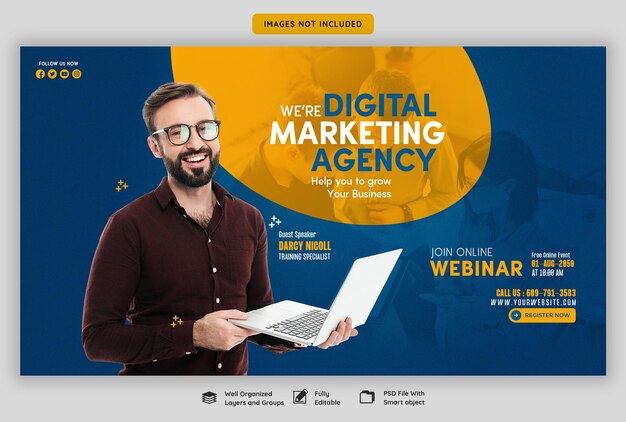 IMAGES NOT INCLUDED
FOLLOW US NOW
WE'RE DIGITAL
MARKETING
AGENCY
Help you to grow
Your Business
Guest Speaker
DARCY NICOLL
TRAINING SPECIALIST
JOIN ONLINE
WEBINAR
Free Online Event
01-AUG-2050
AT 10.00 AM
CALL US : 609-791-3583
WWW.YOURWEBSITE.COM
REGISTER NOW
Well Organized
Layers and Groups
Fully
Editable
PSD File With
Smart object